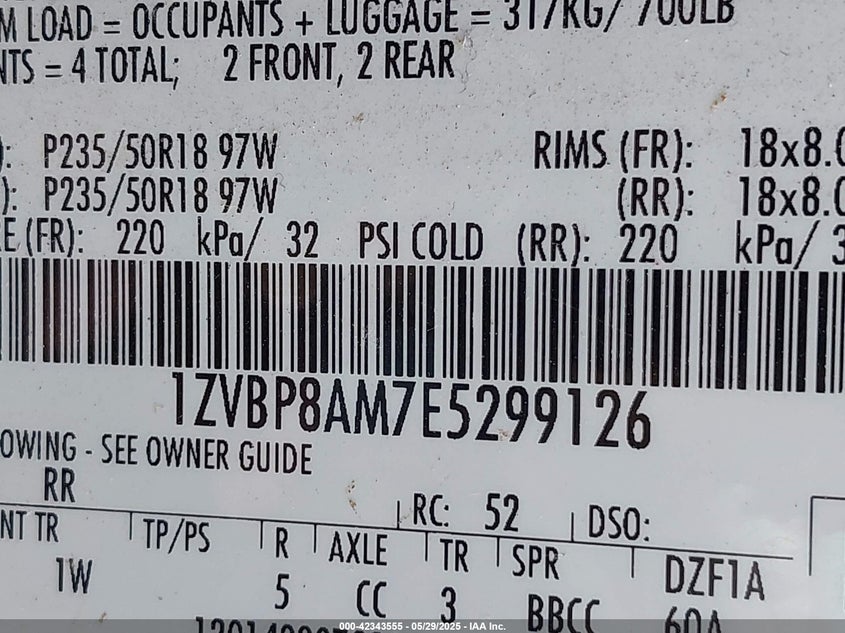 M LOAD = OCCUPANTS + LUGGAGE = 317KG/ 700LB
NTS = 4 TOTAL; 2 FRONT, 2 REAR
): P235/50R18 97W RIMS (FR): 18x8.0
): P235/50R18 97W (RR): 18x8.0
E (FR): 220 kPa/ 32 PSI COLD (RR): 220 kPa/ 3
1ZVBP8AM7E5299126
OWING - SEE OWNER GUIDE
RR RC: 52 DSO:
NT TR TP/PS R AXLE TR SPR DZF1A
1W 5 CC 3 BBCC 60A
000-42343555 - 05/29/2025 - IAA Inc.